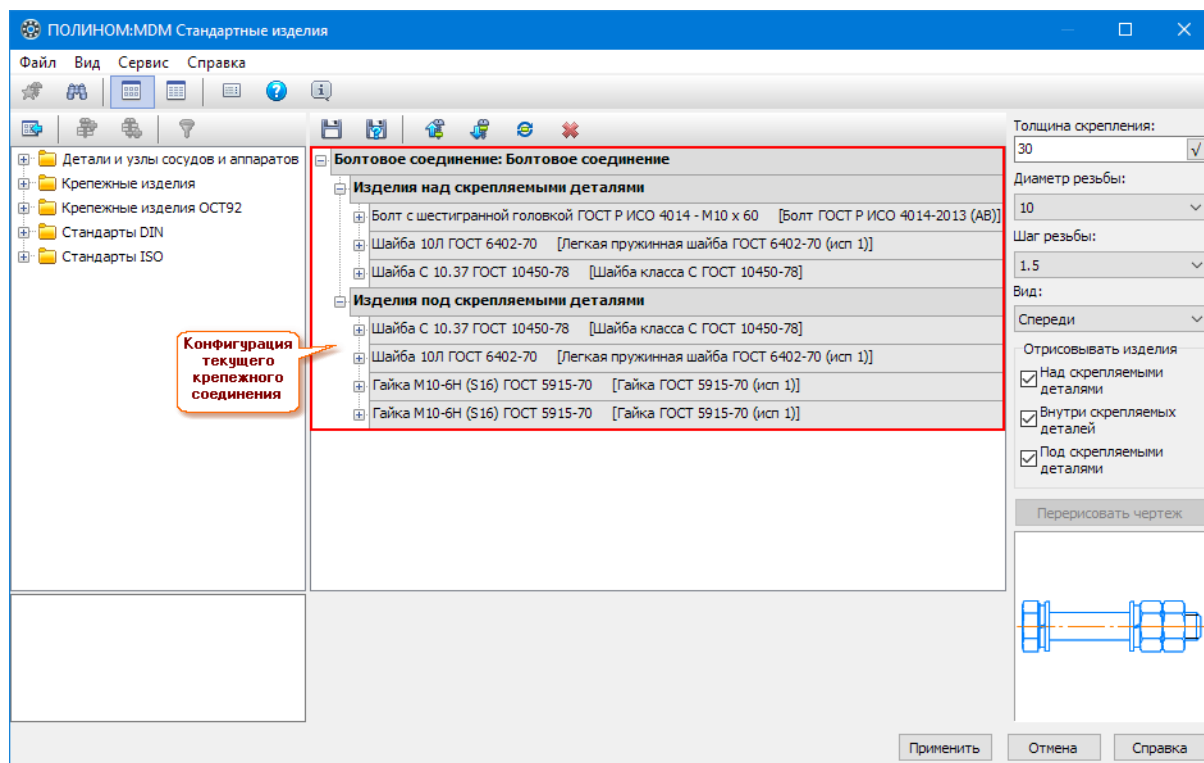 ПОЛИНОМ:MDM Стандартные изделия
Файл Вид Сервис Справка
Детали и узлы сосудов и аппаратов
Крепежные изделия
Крепежные изделия ОСТ92
Стандарты DIN
Стандарты ISO
Болтовое соединение: Болтовое соединение
Изделия над скрепляемыми деталями
Болт с шестигранной головкой ГОСТ Р ИСО 4014 - М10 x 60 [Болт ГОСТ Р ИСО 4014-2013 (AB)]
Шайба 10Л ГОСТ 6402-70 [Легкая пружинная шайба ГОСТ 6402-70 (исп 1)]
Шайба C 10.37 ГОСТ 10450-78 [Шайба класса C ГОСТ 10450-78]
Изделия под скрепляемыми деталями
Шайба C 10.37 ГОСТ 10450-78 [Шайба класса C ГОСТ 10450-78]
Шайба 10Л ГОСТ 6402-70 [Легкая пружинная шайба ГОСТ 6402-70 (исп 1)]
Гайка М10-6Н (S16) ГОСТ 5915-70 [Гайка ГОСТ 5915-70 (исп 1)]
Гайка М10-6Н (S16) ГОСТ 5915-70 [Гайка ГОСТ 5915-70 (исп 1)]
Конфигурация
текущего
крепежного
соединения
Толщина скрепления:
30
Диаметр резьбы:
10
Шаг резьбы:
1.5
Вид:
Спереди
Отрисовывать изделия
Над скрепляемыми
деталями
Внутри скрепляемых
деталей
Под скрепляемыми
деталями
Перерисовать чертеж
Применить Отмена Справка